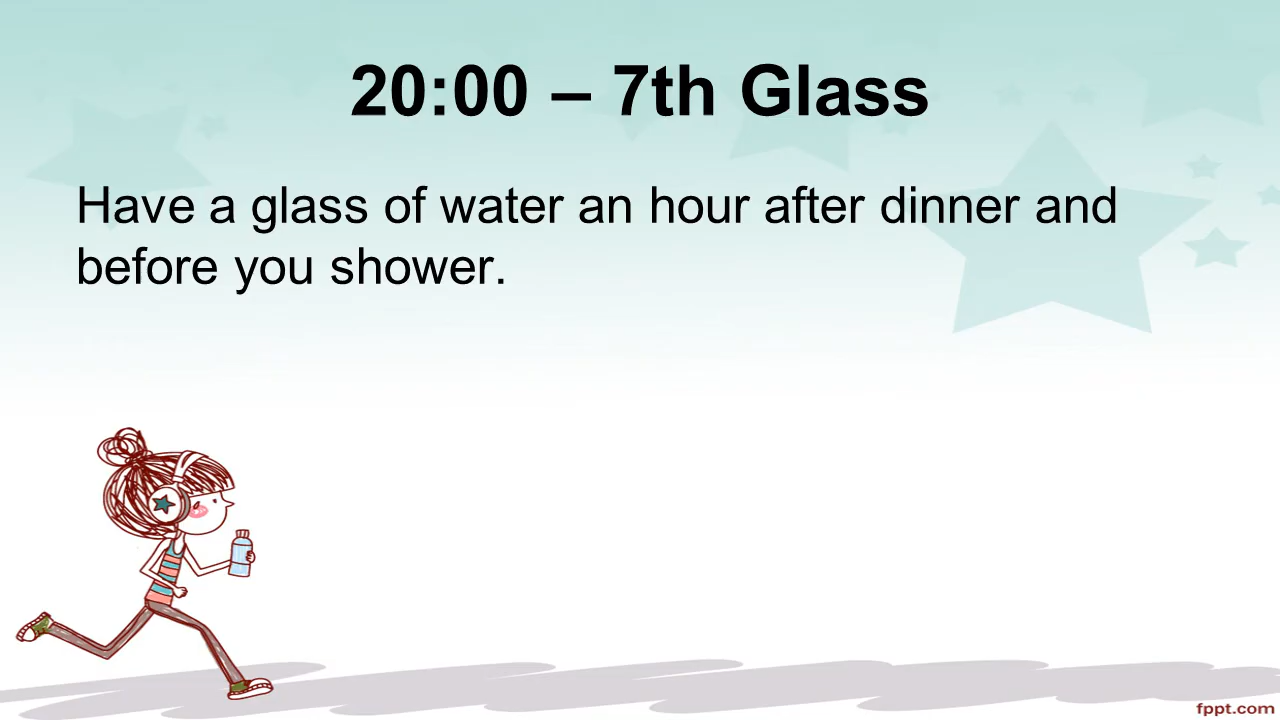 20:00 – 7th Glass
Have a glass of water an hour after dinner and
before you shower.
fppt.com